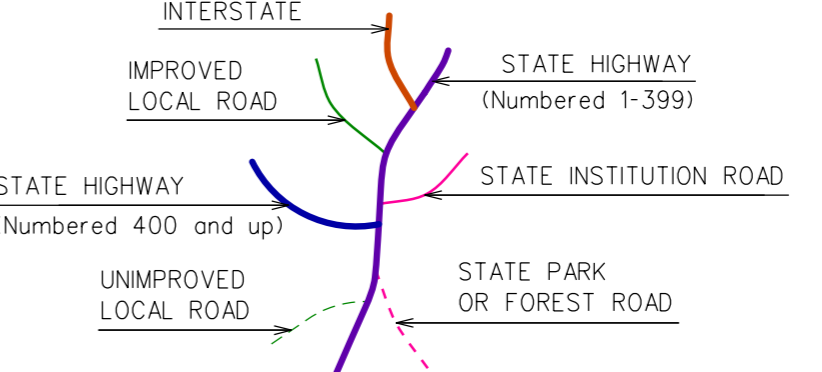 INTERSTATE
STATE HIGHWAY
(Numbered 1-399)
IMPROVED
LOCAL ROAD
STATE INSTITUTION ROAD
STATE HIGHWAY
(Numbered 400 and up)
UNIMPROVED
LOCAL ROAD
STATE PARK
OR FOREST ROAD